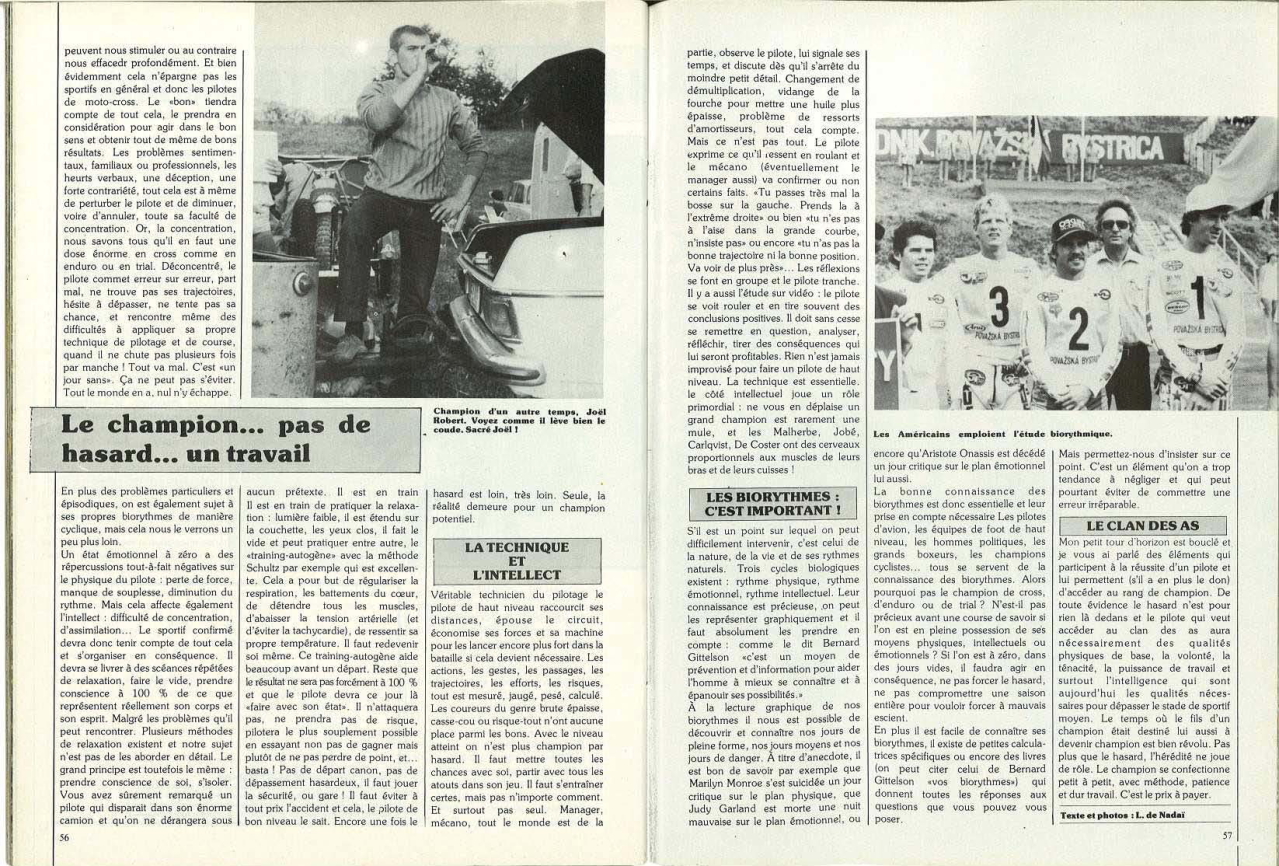 peuvent nous stimuler ou au contraire
nous effacedr profondément. Et bien
évidemment cela n'épargne pas les
sportifs en général et donc les pilotes
de moto-cross. Le «bon» tiendra
compte de tout cela, le prendra en
considération pour agir dans le bon
sens et obtenir tout de même de bons
résultats. Les problèmes sentimen-
taux, familiaux ou professionnels, les
heurts verbaux, une déception, une
forte contrariété, tout cela est à même
de perturber le pilote et de diminuer,
voire d'annuler, toute sa faculté de
concentration. Or, la concentration,
nous savons tous qu'il en faut une
dose énorme en cross comme en
enduro ou en trial. Déconcentré, le
pilote commet erreur sur erreur, part
mal, ne trouve pas ses trajectoires,
hésite à dépasser, ne tente pas sa
chance, et rencontre même des
difficultés à appliquer sa propre
technique de pilotage et de course,
quand il ne chute pas plusieurs fois
par manche ! Tout va mal. C'est «un
jour sans». Ça ne peut pas s'éviter.
Tout le monde en a, nul n'y échappe.
Champion d'un autre temps, Joël
Robert. Voyez comme il lève bien le
coude. Sacré Joël !
Le champion... pas de
hasard... un travail
En plus des problèmes particuliers et
épisodiques, on est également sujet à
ses propres biorythmes de manière
cyclique, mais cela nous le verrons un
peu plus loin.
Un état émotionnel à zéro a des
répercussions tout-à-fait négatives sur
le physique du pilote : perte de force,
manque de souplesse, diminution du
rythme. Mais cela affecte également
l'intellect : difficulté de concentration,
d'assimilation... Le sportif confirmé
devra donc tenir compte de tout cela
et s'organiser en conséquence. Il
devra se livrer à des scéances répétées
de relaxation, faire le vide, prendre
conscience à 100 % de ce que
représentent réellement son corps et
son esprit. Malgré les problèmes qu'il
peut rencontrer. Plusieurs méthodes
de relaxation existent et notre sujet
n'est pas de les aborder en détail. Le
grand principe est toutefois le même :
prendre conscience de soi, s'isoler.
Vous avez sûrement remarqué un
pilote qui disparait dans son énorme
camion et qu'on ne dérangera sous
56
aucun prétexte. Il est en train
Il est en train de pratiquer la relaxa-
tion : lumière faible, il est étendu sur
la couchette, les yeux clos, il fait le
vide et peut pratiquer entre autre, le
«training-autogène» avec la méthode
Schultz par exemple qui est excellen-
te. Cela a pour but de régulariser la
respiration, les battements du cœur,
de détendre tous les muscles,
d'abaisser la tension artérielle (et
d'éviter la tachycardie), de ressentir sa
propre température. Il faut redevenir
soi même. Ce training-autogène aide
beaucoup avant un départ. Reste que
le résultat ne sera pas forcément à 100 %
et que le pilote devra ce jour là
«faire avec son état». Il n'attaquera
pas, ne prendra pas de risque,
pilotera le plus souplement possible
en essayant non pas de gagner mais
plutôt de ne pas perdre de point, et...
basta ! Pas de départ canon, pas de
dépassement hasardeux, il faut jouer
la sécurité, ou gare ! Il faut éviter à
tout prix l'accident et cela, le pilote de
bon niveau le sait. Encore une fois le
hasard est loin, très loin. Seule, la
réalité demeure pour un champion
potentiel.
LA TECHNIQUE
ET
L'INTELLECT
Véritable technicien du pilotage le
pilote de haut niveau raccourcit ses
distances, épouse le circuit,
économise ses forces et sa machine
pour les lancer encore plus fort dans la
bataille si cela devient nécessaire. Les
actions, les gestes, les passages, les
trajectoires, les efforts, les risques,
tout est mesuré, jaugé, pesé, calculé.
Les coureurs du genre brute épaisse,
casse-cou ou risque-tout n'ont aucune
place parmi les bons. Avec le niveau
atteint on n'est plus champion par
hasard. Il faut mettre toutes les
chances avec soi, partir avec tous les
atouts dans son jeu. Il faut s'entraîner
certes, mais pas n'importe comment.
Et surtout pas seul. Manager,
mécano, tout le monde est de la
partie, observe le pilote, lui signale ses
temps, et discute dès qu'il s'arrête du
moindre petit détail. Changement de
démultiplication, vidange de la
fourche pour mettre une huile plus
épaisse, problème de ressorts
d'amortisseurs, tout cela compte.
Mais ce n'est pas tout. Le pilote
exprime ce qu'il ressent en roulant et
le mécano (éventuellement le
manager aussi) va confirmer ou non
certains faits. «Tu passes très mal la
bosse sur la gauche. Prends la à
l'extrême droite» ou bien «tu n'es pas
à l'aise dans la grande courbe,
n'insiste pas» ou encore «tu n'as pas la
bonne trajectoire ni la bonne position.
Va voir de plus près»... Les réflexions
se font en groupe et le pilote tranche.
Il y a aussi l'étude sur vidéo : le pilote
se voit rouler et en tire souvent des
conclusions positives. Il doit sans cesse
se remettre en question, analyser,
réfléchir, tirer des conséquences qui
lui seront profitables. Rien n'est jamais
improvisé pour faire un pilote de haut
niveau. La technique est essentielle.
le côté intellectuel joue un rôle
primordial : ne vous en déplaise un
grand champion est rarement une
mule, et les Malherbe, Jobé,
Carlqvist, De Coster ont des cerveaux
proportionnels aux muscles de leurs
bras et de leurs cuisses !
LES BIORYTHMES :
C'EST IMPORTANT !
S'il est un point sur lequel on peut
difficilement intervenir, c'est celui de
la nature, de la vie et de ses rythmes
naturels. Trois cycles biologiques
existent : rythme physique, rythme
émotionnel, rythme intellectuel. Leur
connaissance est précieuse, on peut
les représenter graphiquement et il
faut absolument les prendre en
compte : comme le dit Bernard
Gittelson «c'est un moyen de
prévention et d'information pour aider
l'homme à mieux se connaître et à
épanouir ses possibilités.»
À la lecture graphique de nos
biorythmes il nous est possible de
découvrir et connaître nos jours de
pleine forme, nos jours moyens et nos
jours de danger. À titre d'anecdote, il
est bon de savoir par exemple que
Marilyn Monroe s'est suicidée un jour
critique sur le plan physique, que
Judy Garland est morte une nuit
mauvaise sur le plan émotionnel, ou
DNIK POVAŽSK BYSTRICA
3
POVAŽSKÁ BYSTR
2
POVAŽSKÁ BYSTR
1
POVAŽSKÁ BYSTRIC
Les Américains emploient l'étude biorythmique.
encore qu'Aristote Onassis est décédé
un jour critique sur le plan émotionnel
lui aussi.
La bonne connaissance des
biorythmes est donc essentielle et leur
prise en compte nécessaire Les pilotes
d'avion, les équipes de foot de haut
niveau, les hommes politiques, les
grands boxeurs, les champions
cyclistes... tous se servent de la
connaissance des biorythmes. Alors
pourquoi pas le champion de cross,
d'enduro ou de trial ? N'est-il pas
précieux avant une course de savoir si
l'on est en pleine possession de ses
moyens physiques, intellectuels ou
émotionnels ? Si l'on est à zéro, dans
des jours vides, il faudra agir en
conséquence, ne pas forcer le hasard,
ne pas compromettre une saison
entière pour vouloir forcer à mauvais
escient.
En plus il est facile de connaître ses
biorythmes, il existe de petites calcula-
trices spécifiques ou encore des livres
(on peut citer celui de Bernard
Gittelson «vos biorythmes») qui
donnent toutes les réponses aux
questions que vous pouvez vous
poser.
Mais permettez-nous d'insister sur ce
point. C'est un élément qu'on a trop
tendance à négliger et qui peut
pourtant éviter de commettre une
erreur irréparable.
LE CLAN DES AS
Mon petit tour d'horizon est bouclé et
je vous ai parlé des éléments qui
participent à la réussite d'un pilote et
lui permettent (s'il a en plus le don)
d'accéder au rang de champion. De
toute évidence le hasard n'est pour
rien là dedans et le pilote qui veut
accéder au clan des as aura
nécessairement des qualités
physiques de base, la volonté, la
ténacité, la puissance de travail et
surtout l'intelligence qui sont
aujourd'hui les qualités néces-
saires pour dépasser le stade de sportif
moyen. Le temps où le fils d'un
champion était destiné lui aussi à
devenir champion est bien révolu. Pas
plus que le hasard, l'hérédité ne joue
de rôle. Le champion se confectionne
petit à petit, avec méthode, patience
et dur travail. C'est le prix à payer.
Texte et photos : L. de Nadaï
57